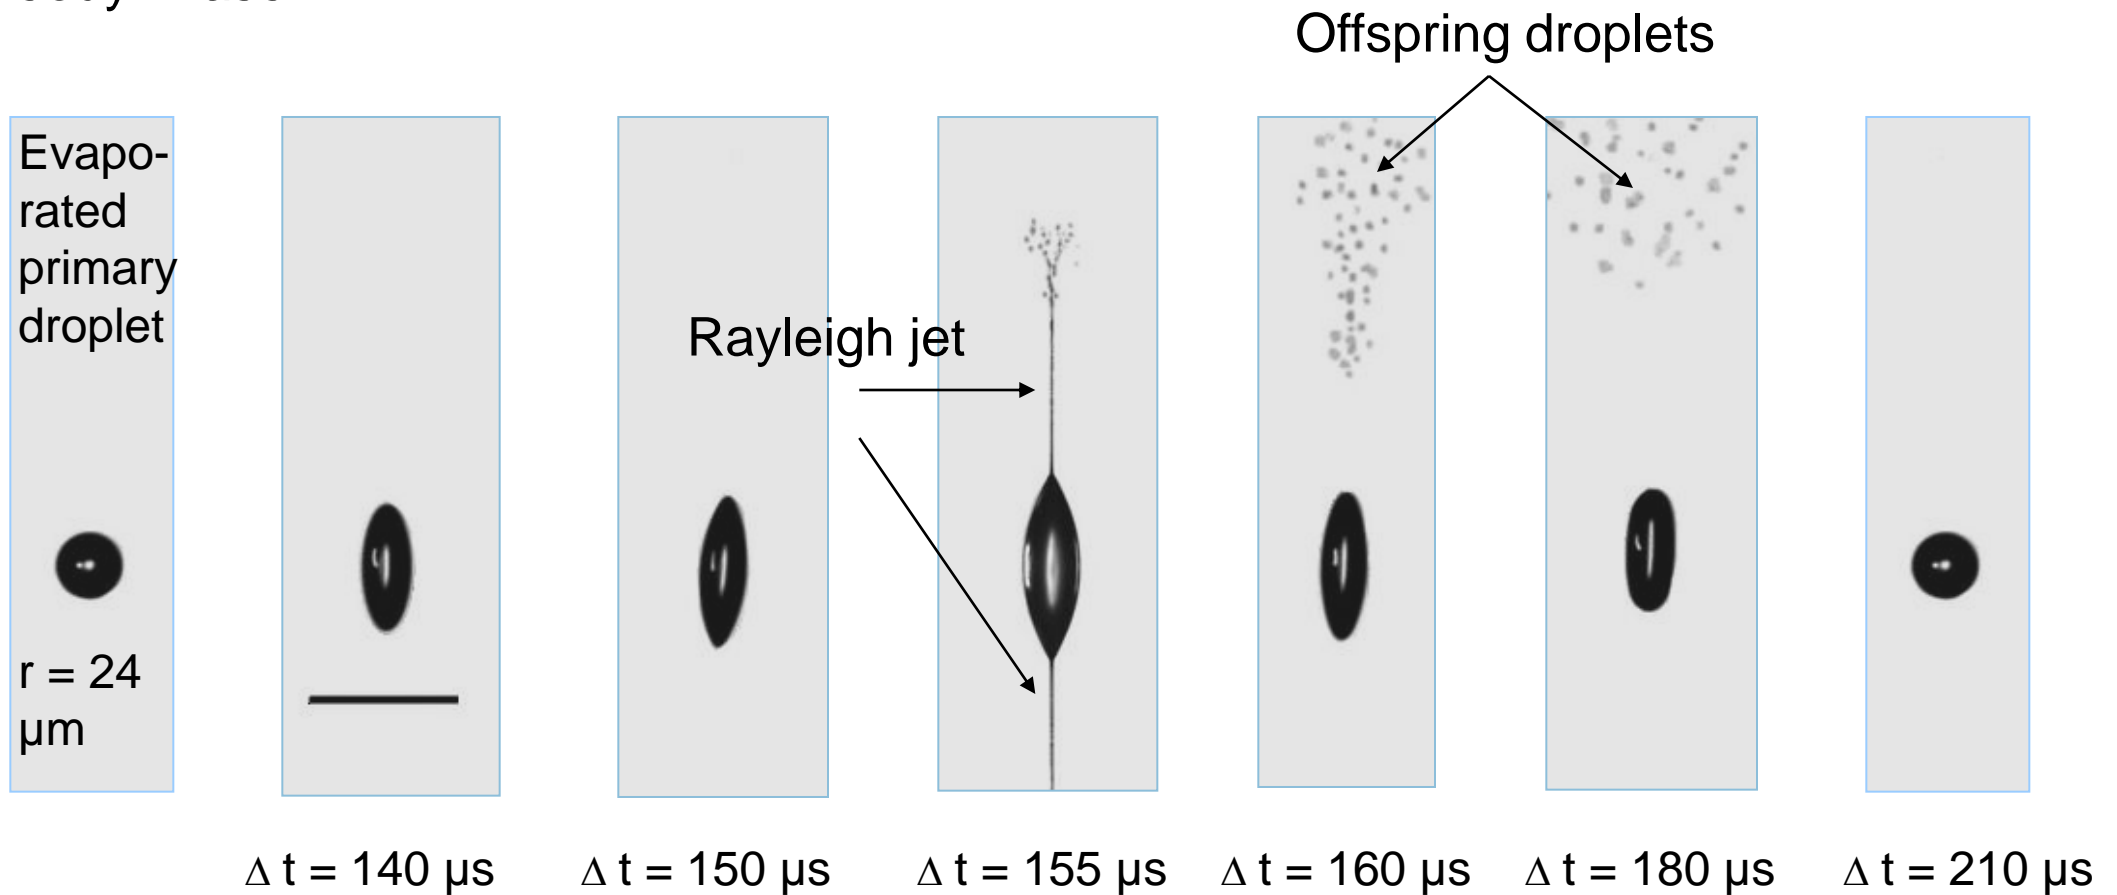 Offspring droplets
Evapo-
rated
primary
droplet
Rayleigh jet
r = 24
µm
Δ t = 140 µs
Δ t = 150 µs
Δ t = 155 µs
Δ t = 160 µs
Δ t = 180 µs
Δ t = 210 µs